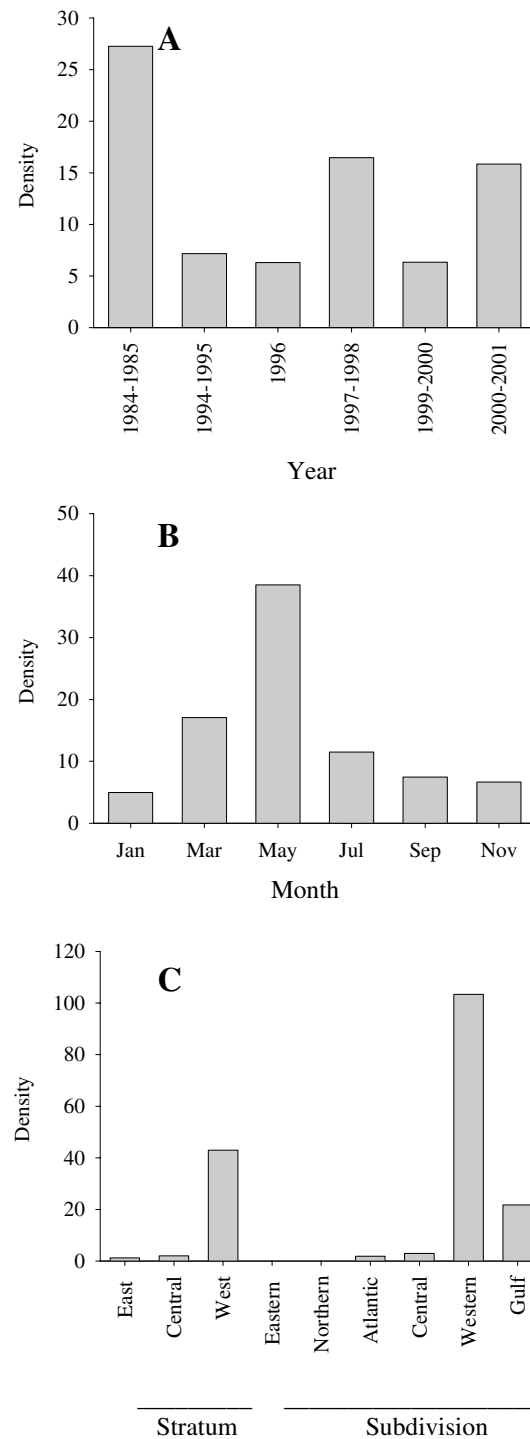 30
A
25
20
Density
15
10
5
0
1984-1985
1994-1995
1996
1997-1998
1999-2000
2000-2001
Year
50
B
40
30
Density
20
10
0
Jan Mar May Jul Sep Nov
Month
120
C
100
80
Density
60
40
20
0
East
Central
West
Eastern
Northern
Atlantic
Central
Western
Gulf
Stratum Subdivision